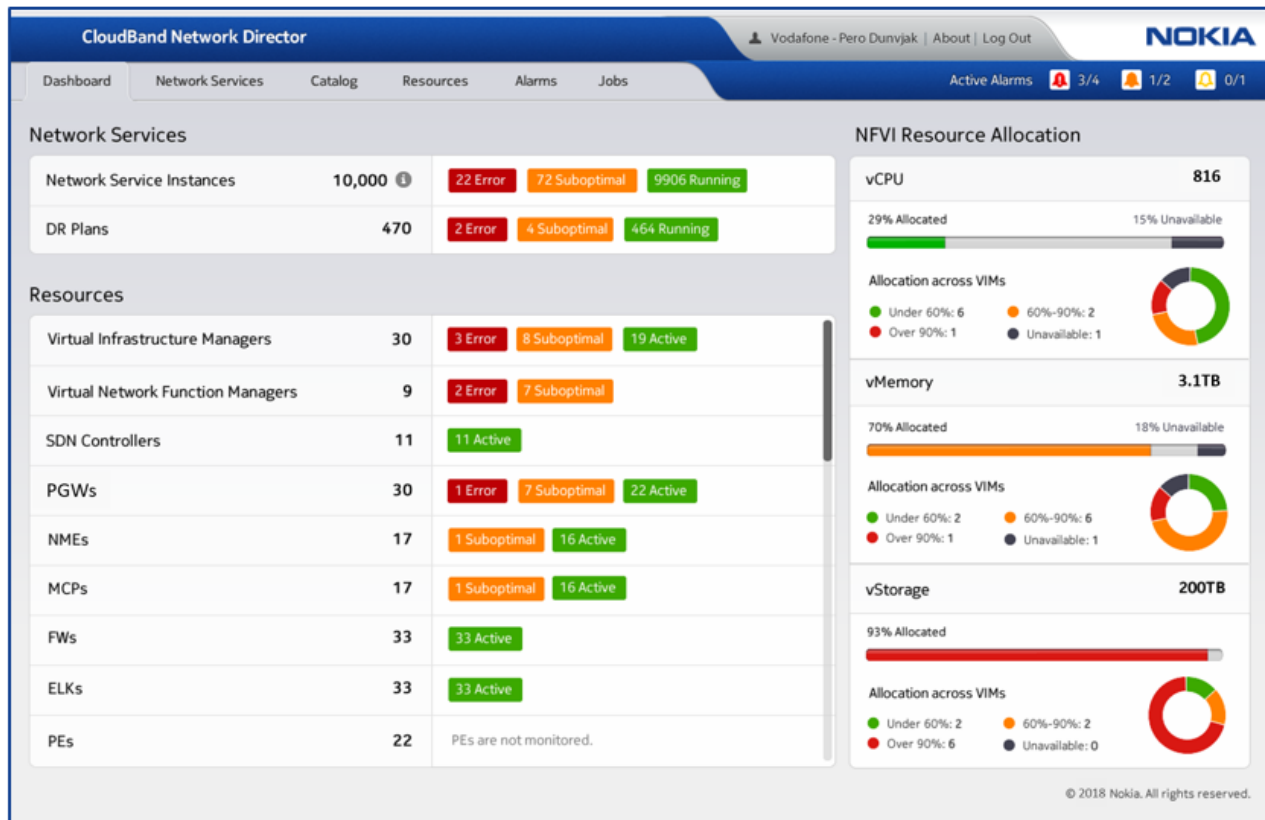 CloudBand Network Director
Vodafone - Pero Dunvjak | About | Log Out
NOKIA
Dashboard Network Services Catalog Resources Alarms Jobs
Active Alarms 3/4 1/2 0/1
Network Services
Network Service Instances 10,000 22 Error 72 Suboptimal 9906 Running
DR Plans 470 2 Error 4 Suboptimal 464 Running
Resources
Virtual Infrastructure Managers 30 3 Error 8 Suboptimal 19 Active
Virtual Network Function Managers 9 2 Error 7 Suboptimal
SDN Controllers 11 11 Active
PGWs 30 1 Error 7 Suboptimal 22 Active
NMEs 17 1 Suboptimal 16 Active
MCPs 17 1 Suboptimal 16 Active
FWs 33 33 Active
ELKs 33 33 Active
PEs 22 PEs are not monitored.
NFVI Resource Allocation
vCPU 816
29% Allocated 15% Unavailable
Allocation across VIMs
Under 60%: 6 60%-90%: 2
Over 90%: 1 Unavailable: 1
vMemory 3.1TB
70% Allocated 18% Unavailable
Allocation across VIMs
Under 60%: 2 60%-90%: 6
Over 90%: 1 Unavailable: 1
vStorage 200TB
93% Allocated
Allocation across VIMs
Under 60%: 2 60%-90%: 2
Over 90%: 6 Unavailable: 0
© 2018 Nokia. All rights reserved.